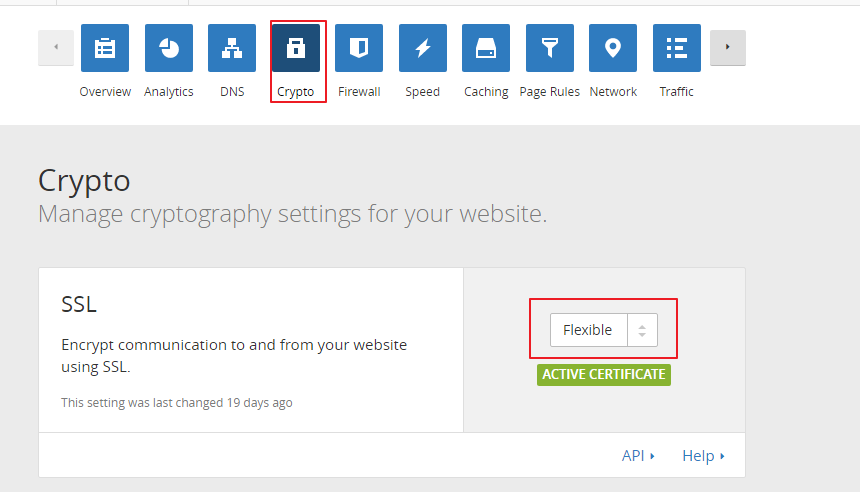 Overview
Analytics
DNS
Crypto
Firewall
Speed
Caching
Page Rules
Network
Traffic
Crypto
Manage cryptography settings for your website.
SSL
Encrypt communication to and from your website
using SSL.
This setting was last changed 19 days ago
Flexible
ACTIVE CERTIFICATE
API
Help